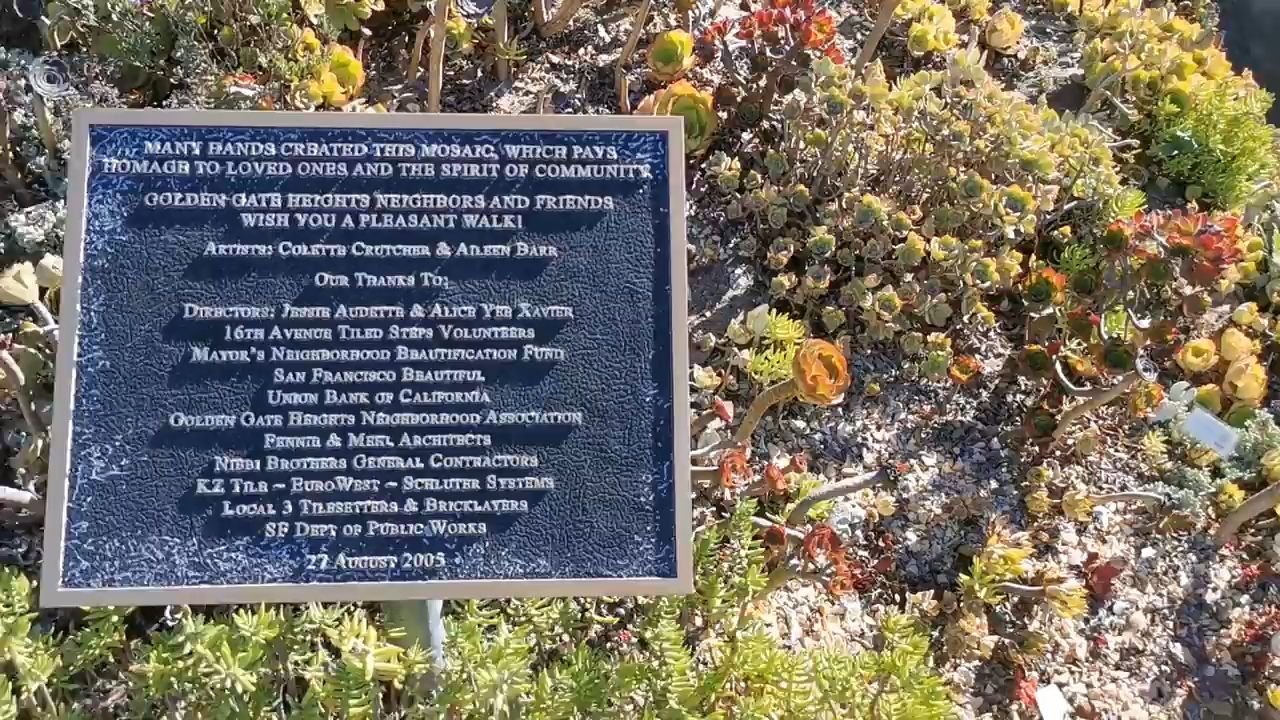 MANY HANDS CREATED THIS MOSAIC, WHICH PAYS
HOMAGE TO LOVED ONES AND THE SPIRIT OF COMMUNITY.
GOLDEN GATE HEIGHTS NEIGHBORS AND FRIENDS
WISH YOU A PLEASANT WALK!
ARTISTS: COLETTE CRUTCHER & AILEEN BARR
OUR THANKS TO:
DIRECTORS: JESSIE AUDETTE & ALICE YEE XAVIER
16TH AVENUE TILED STEPS VOLUNTEERS
MAYOR'S NEIGHBORHOOD BEAUTIFICATION FUND
SAN FRANCISCO BEAUTIFUL
UNION BANK OF CALIFORNIA
GOLDEN GATE HEIGHTS NEIGHBORHOOD ASSOCIATION
FENNIE & MEHL ARCHITECTS
NIBBI BROTHERS GENERAL CONTRACTORS
KZ TILE ~ EUROWEST ~ SCHLUTER SYSTEMS
LOCAL 3 TILESETTERS & BRICKLAYERS
SF DEPT OF PUBLIC WORKS
27 AUGUST 2005